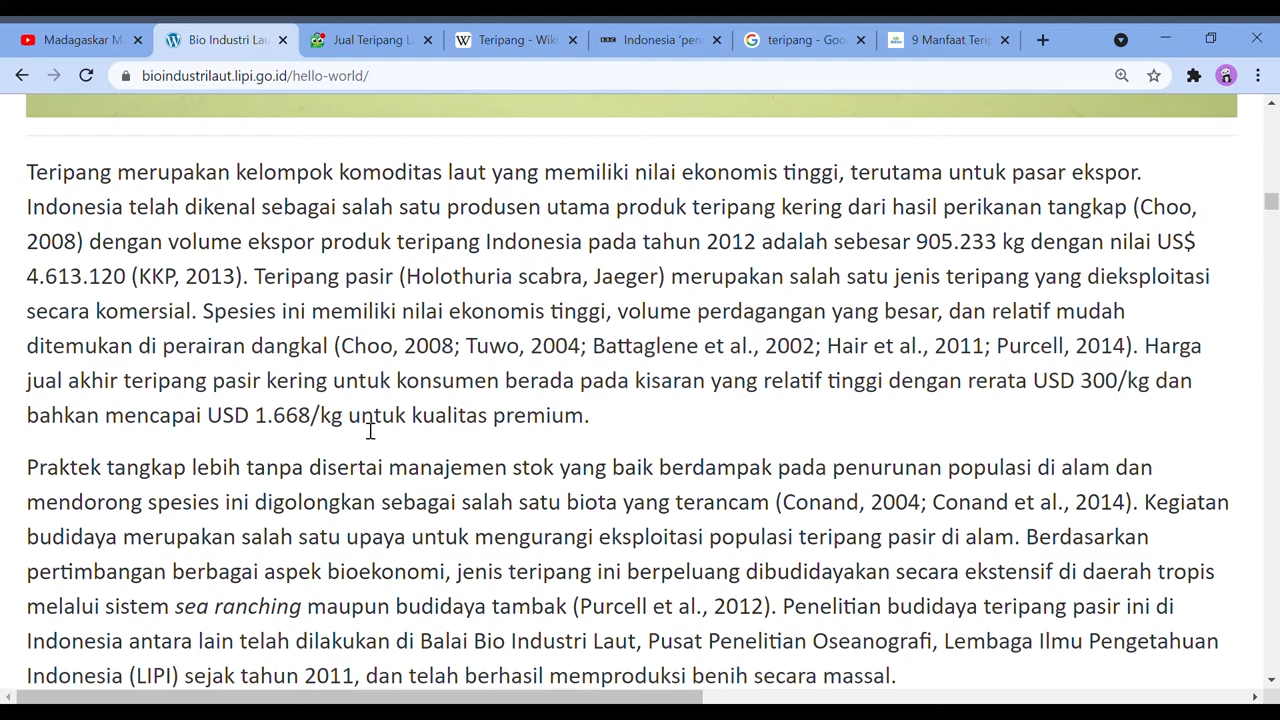 Madagaskar M
Bio Industri Lau
Jual Teripang L
Teripang - Wiki
Indonesia 'pen
teripang - Goo
9 Manfaat Terip
bioindustrilaut.lipi.go.id/hello-world/
Teripang merupakan kelompok komoditas laut yang memiliki nilai ekonomis tinggi, terutama untuk pasar ekspor.
Indonesia telah dikenal sebagai salah satu produsen utama produk teripang kering dari hasil perikanan tangkap (Choo,
2008) dengan volume ekspor produk teripang Indonesia pada tahun 2012 adalah sebesar 905.233 kg dengan nilai US$
4.613.120 (KKP, 2013). Teripang pasir (Holothuria scabra, Jaeger) merupakan salah satu jenis teripang yang dieksploitasi
secara komersial. Spesies ini memiliki nilai ekonomis tinggi, volume perdagangan yang besar, dan relatif mudah
ditemukan di perairan dangkal (Choo, 2008; Tuwo, 2004; Battaglene et al., 2002; Hair et al., 2011; Purcell, 2014). Harga
jual akhir teripang pasir kering untuk konsumen berada pada kisaran yang relatif tinggi dengan rerata USD 300/kg dan
bahkan mencapai USD 1.668/kg untuk kualitas premium.
Praktek tangkap lebih tanpa disertai manajemen stok yang baik berdampak pada penurunan populasi di alam dan
mendorong spesies ini digolongkan sebagai salah satu biota yang terancam (Conand, 2004; Conand et al., 2014). Kegiatan
budidaya merupakan salah satu upaya untuk mengurangi eksploitasi populasi teripang pasir di alam. Berdasarkan
pertimbangan berbagai aspek bioekonomi, jenis teripang ini berpeluang dibudidayakan secara ekstensif di daerah tropis
melalui sistem sea ranching maupun budidaya tambak (Purcell et al., 2012). Penelitian budidaya teripang pasir ini di
Indonesia antara lain telah dilakukan di Balai Bio Industri Laut, Pusat Penelitian Oseanografi, Lembaga Ilmu Pengetahuan
Indonesia (LIPI) sejak tahun 2011, dan telah berhasil memproduksi benih secara massal.